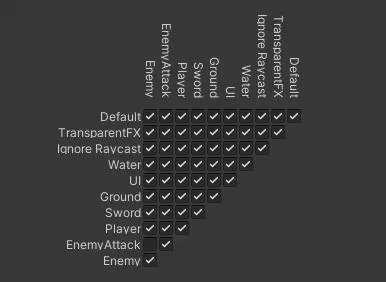 Enemy
EnemyAttack
Player
Sword
Ground
UI
Water
Ignore Raycast
TransparentFX
Default
Default
TransparentFX
Ignore Raycast
Water
UI
Ground
Sword
Player
EnemyAttack
Enemy